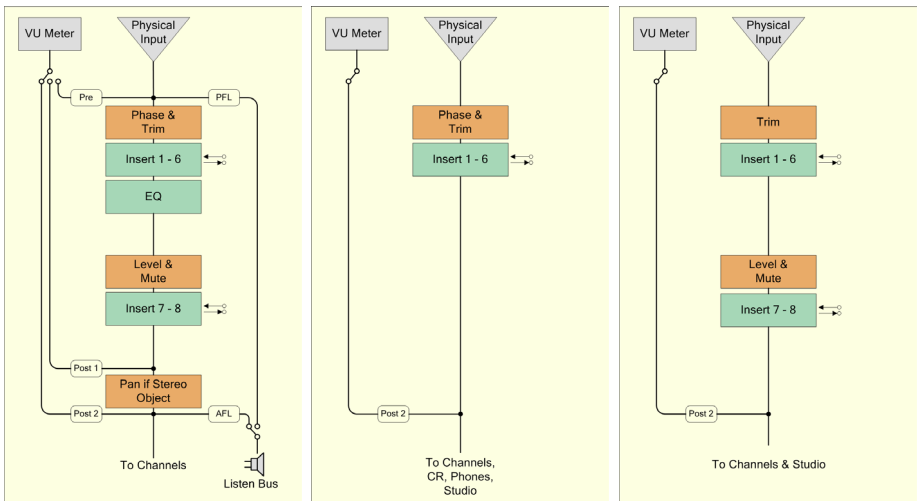 VU Meter
Physical
Input
Pre
PFL
Phase &
Trim
Insert 1 - 6
EQ
Level &
Mute
Insert 7 - 8
Post 1
Pan if Stereo
Object
Post 2
AFL
To Channels
Listen Bus
VU Meter
Physical
Input
Phase &
Trim
Insert 1 - 6
Post 2
To Channels,
CR, Phones,
Studio
VU Meter
Physical
Input
Trim
Insert 1 - 6
Level &
Mute
Insert 7 - 8
Post 2
To Channels & Studio